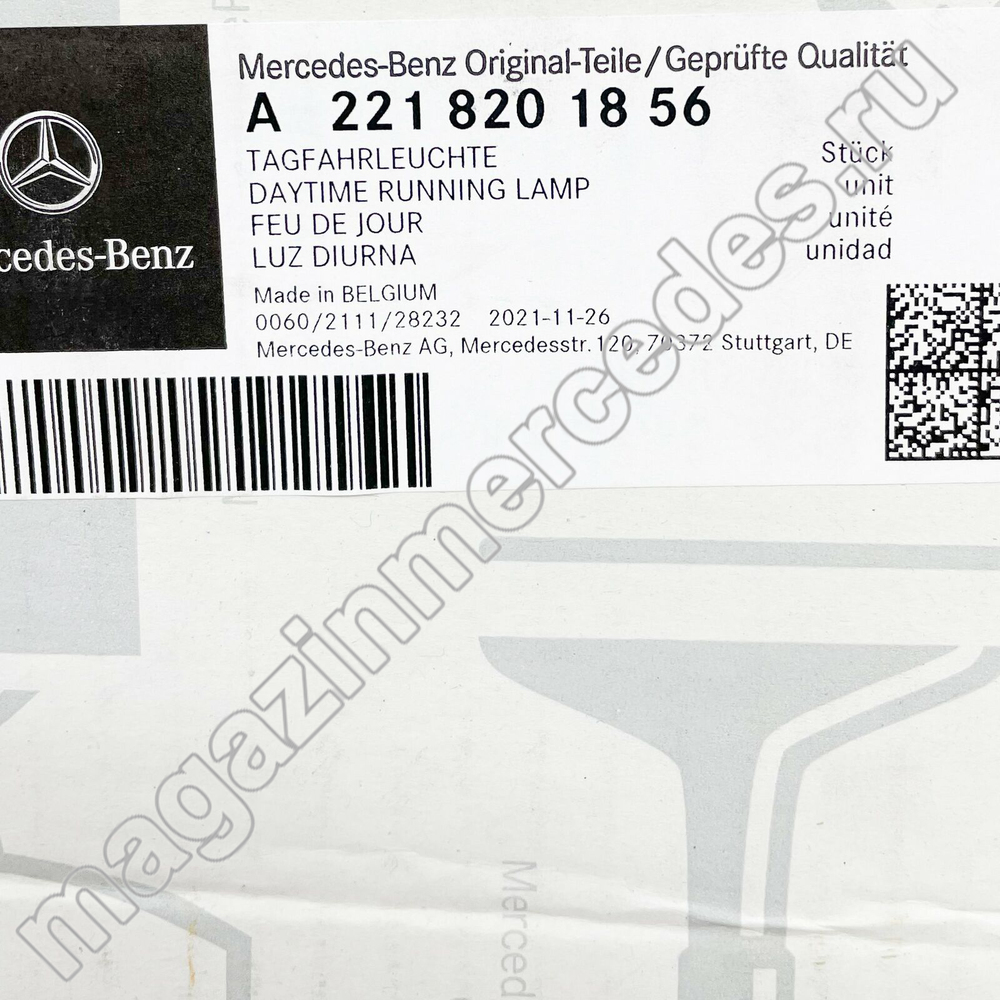 Mercedes-Benz Original-Teile/Geprüfte Qualität
A 221 820 18 56
TAGFAHRLEUCHTE Stück
DAYTIME RUNNING LAMP unit
FEU DE JOUR unité
LUZ DIURNA unidad
Made in BELGIUM
0060/2111/28232 2021-11-26
Mercedes-Benz AG, Mercedesstr. 120, 70372 Stuttgart, DE
cedes-Benz
magazinmercedes.ru
Merced